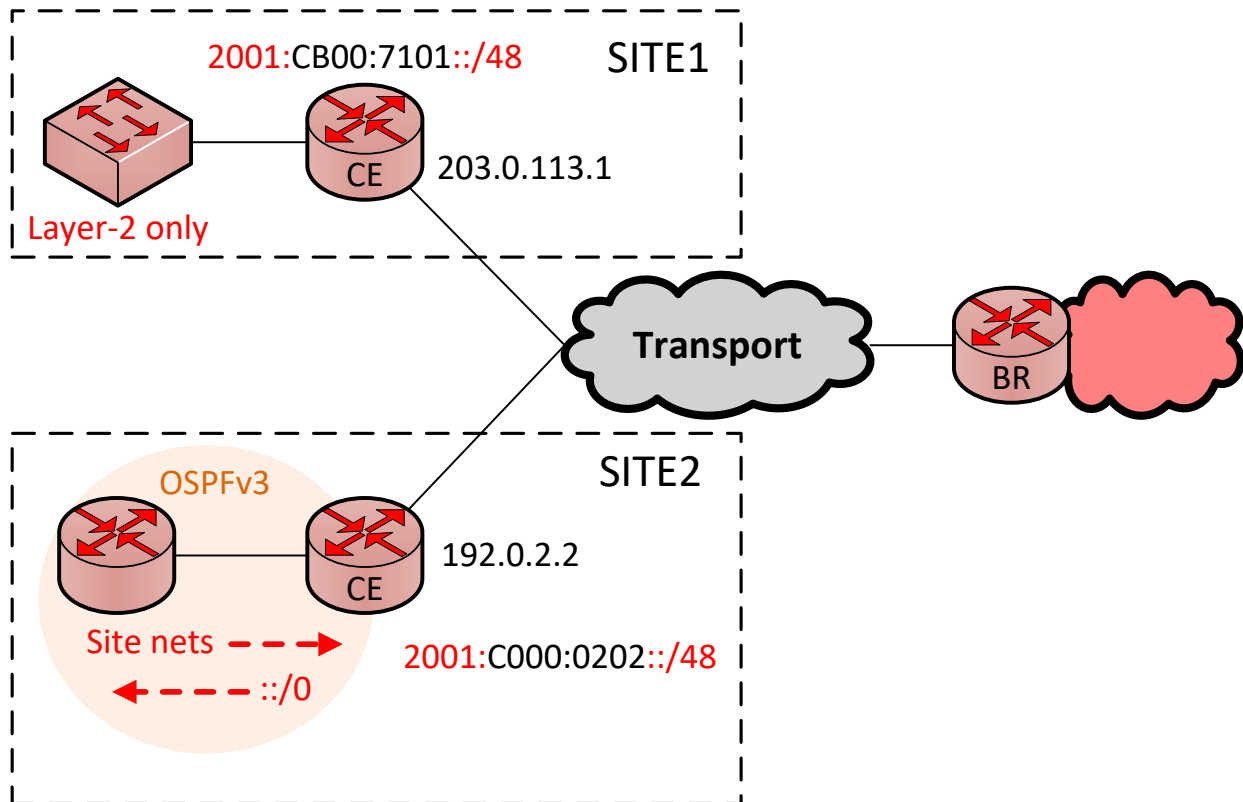 2001:CB00:7101::/48
SITE1
CE
203.0.113.1
Layer-2 only
Transport
BR
SITE2
OSPFv3
CE
192.0.2.2
Site nets
2001:C000:0202::/48
::/0